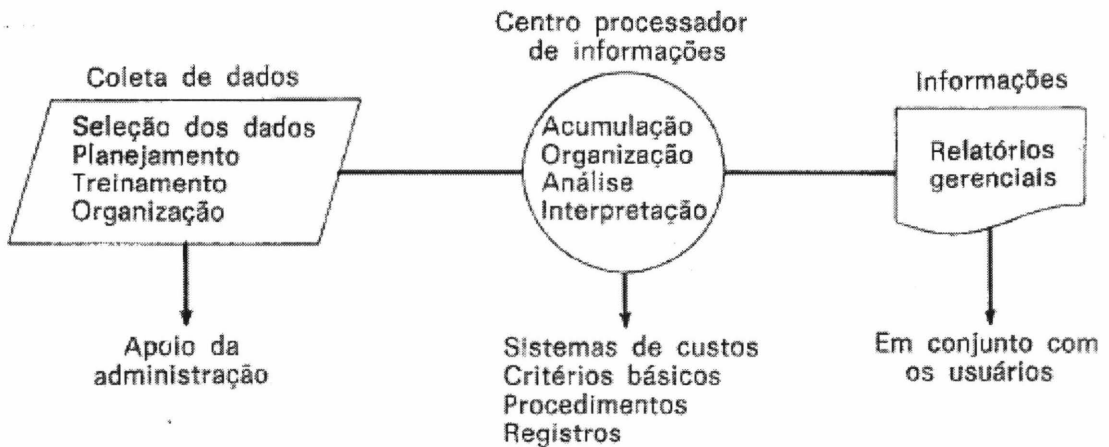 Coleta de dados
Seleção dos dados
Planejamento
Treinamento
Organização
Apoio da
administração
Centro processador
de informações
Acumulação
Organização
Análise
Interpretação
Sistemas de custos
Critérios básicos
Procedimentos
Registros
Informações
Relatórios
gerenciais
Em conjunto com
os usuários